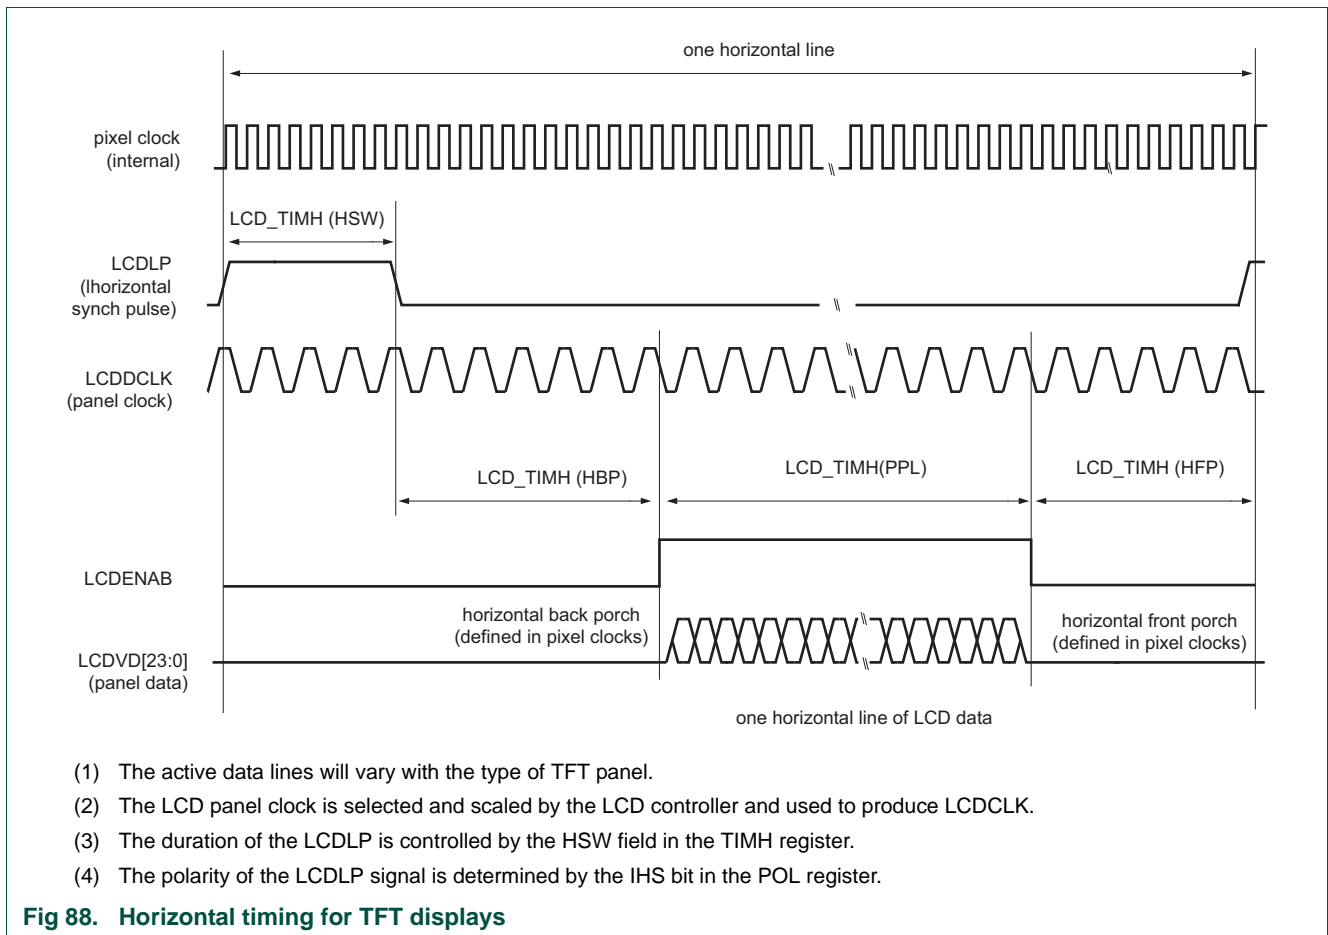 one horizontal line
pixel clock
(internal)
LCD_TIMH (HSW)
LCDLP
(lhorizontal
synch pulse)
LCDDCLK
(panel clock)
LCD_TIMH (HBP)
LCD_TIMH(PPL)
LCD_TIMH (HFP)
LCDENAB
horizontal back porch
(defined in pixel clocks)
horizontal front porch
(defined in pixel clocks)
LCDVD[23:0]
(panel data)
one horizontal line of LCD data
(1) The active data lines will vary with the type of TFT panel.
(2) The LCD panel clock is selected and scaled by the LCD controller and used to produce LCDCLK.
(3) The duration of the LCDLP is controlled by the HSW field in the TIMH register.
(4) The polarity of the LCDLP signal is determined by the IHS bit in the POL register.
Fig 88. Horizontal timing for TFT displays